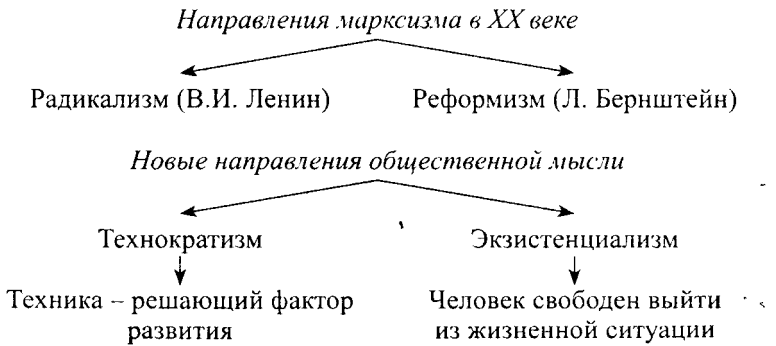 Направления марксизма в XX веке
Радикализм (В.И. Ленин)
Реформизм (Л. Бернштейн)
Новые направления общественной мысли
Технократизм
Экзистенциализм
Техника – решающий фактор
развития
Человек свободен выйти
из жизненной ситуации